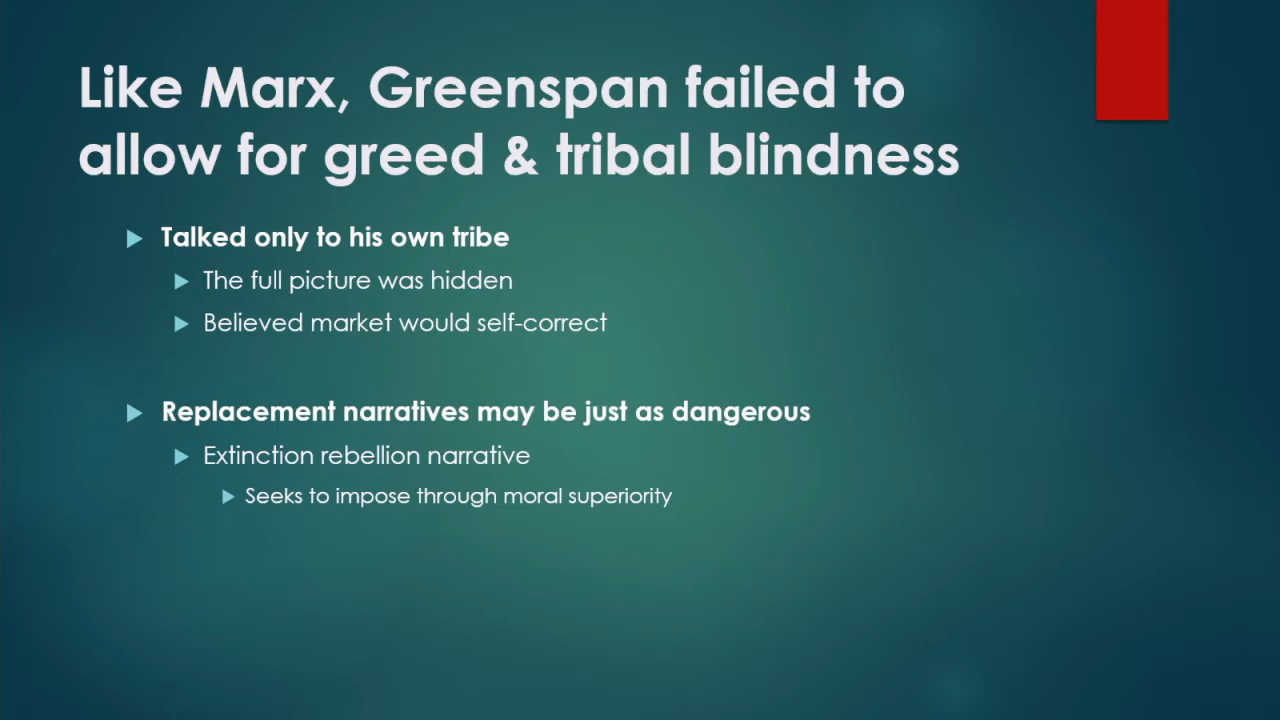 Like Marx, Greenspan failed to
allow for greed & tribal blindness
Talked only to his own tribe
The full picture was hidden
Believed market would self-correct
Replacement narratives may be just as dangerous
Extinction rebellion narrative
Seeks to impose through moral superiority